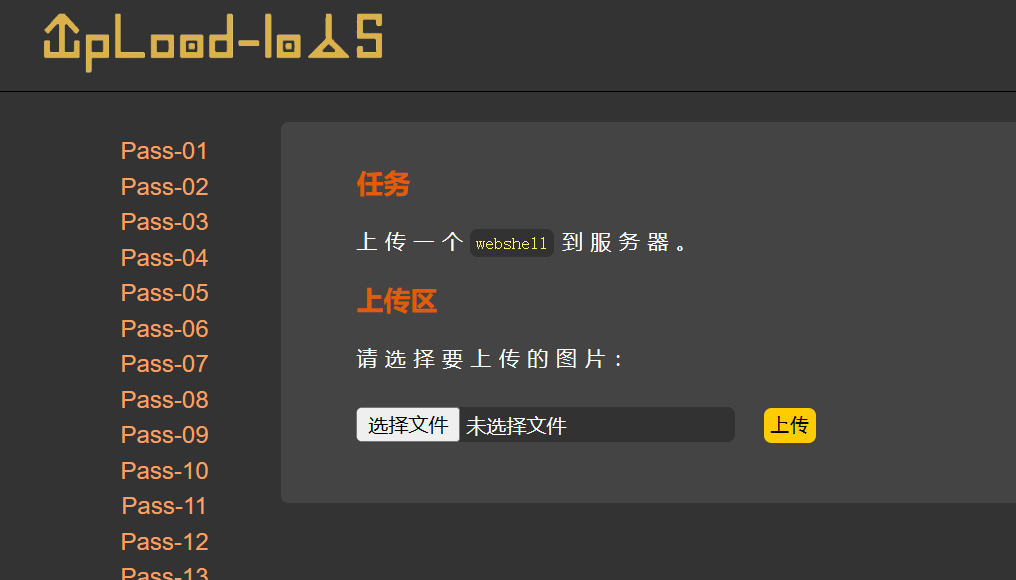 UpLoad-labs
Pass-01
Pass-02
Pass-03
Pass-04
Pass-05
Pass-06
Pass-07
Pass-08
Pass-09
Pass-10
Pass-11
Pass-12
Pass-13
任务
上传一个 webshell 到服务器。
上传区
请选择要上传的图片：
选择文件 未选择文件 上传